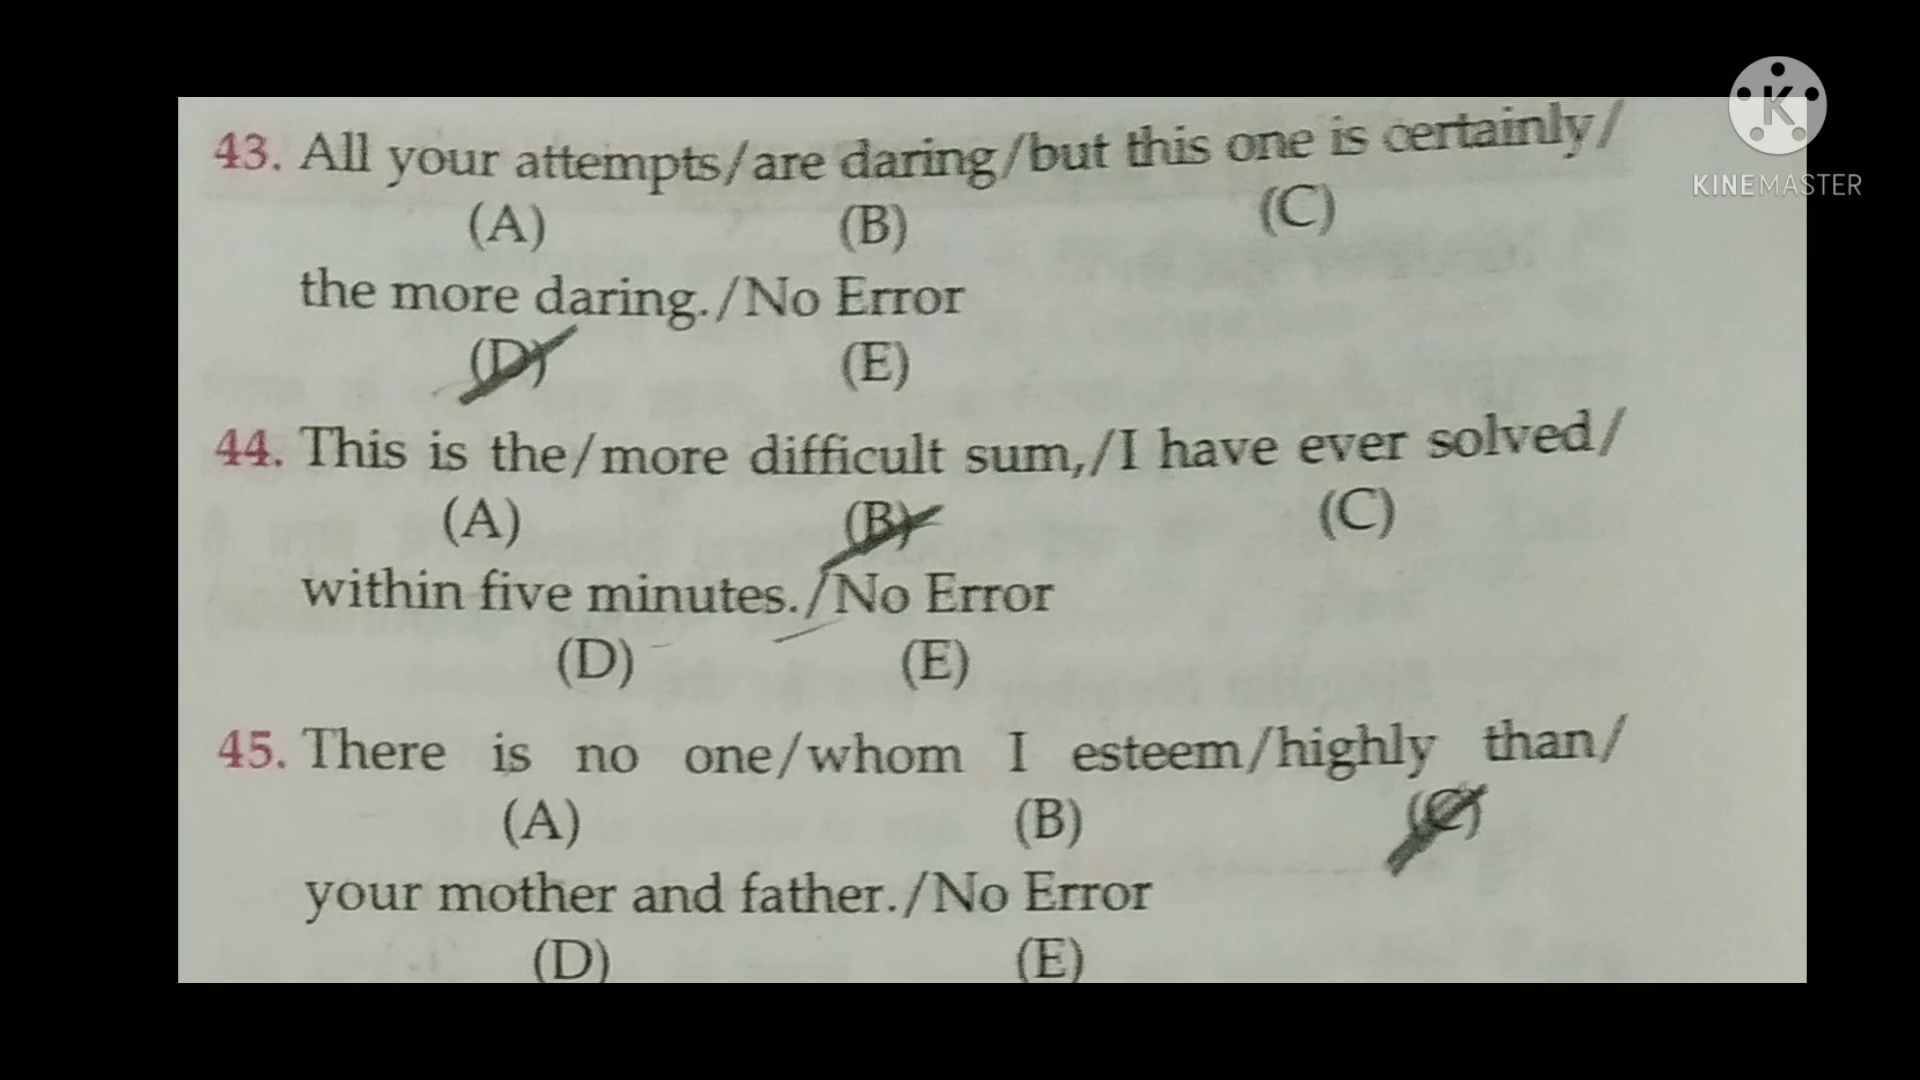 K
KINEMASTER
43. All your attempts/are daring/but this one is certainly/
(A) (B) (C)
the more daring./No Error
(D) (E)
44. This is the/more difficult sum,/I have ever solved/
(A) (B) (C)
within five minutes./No Error
(D) (E)
45. There is no one/whom I esteem/highly than/
(A) (B) (C)
your mother and father./No Error
(D) (E)